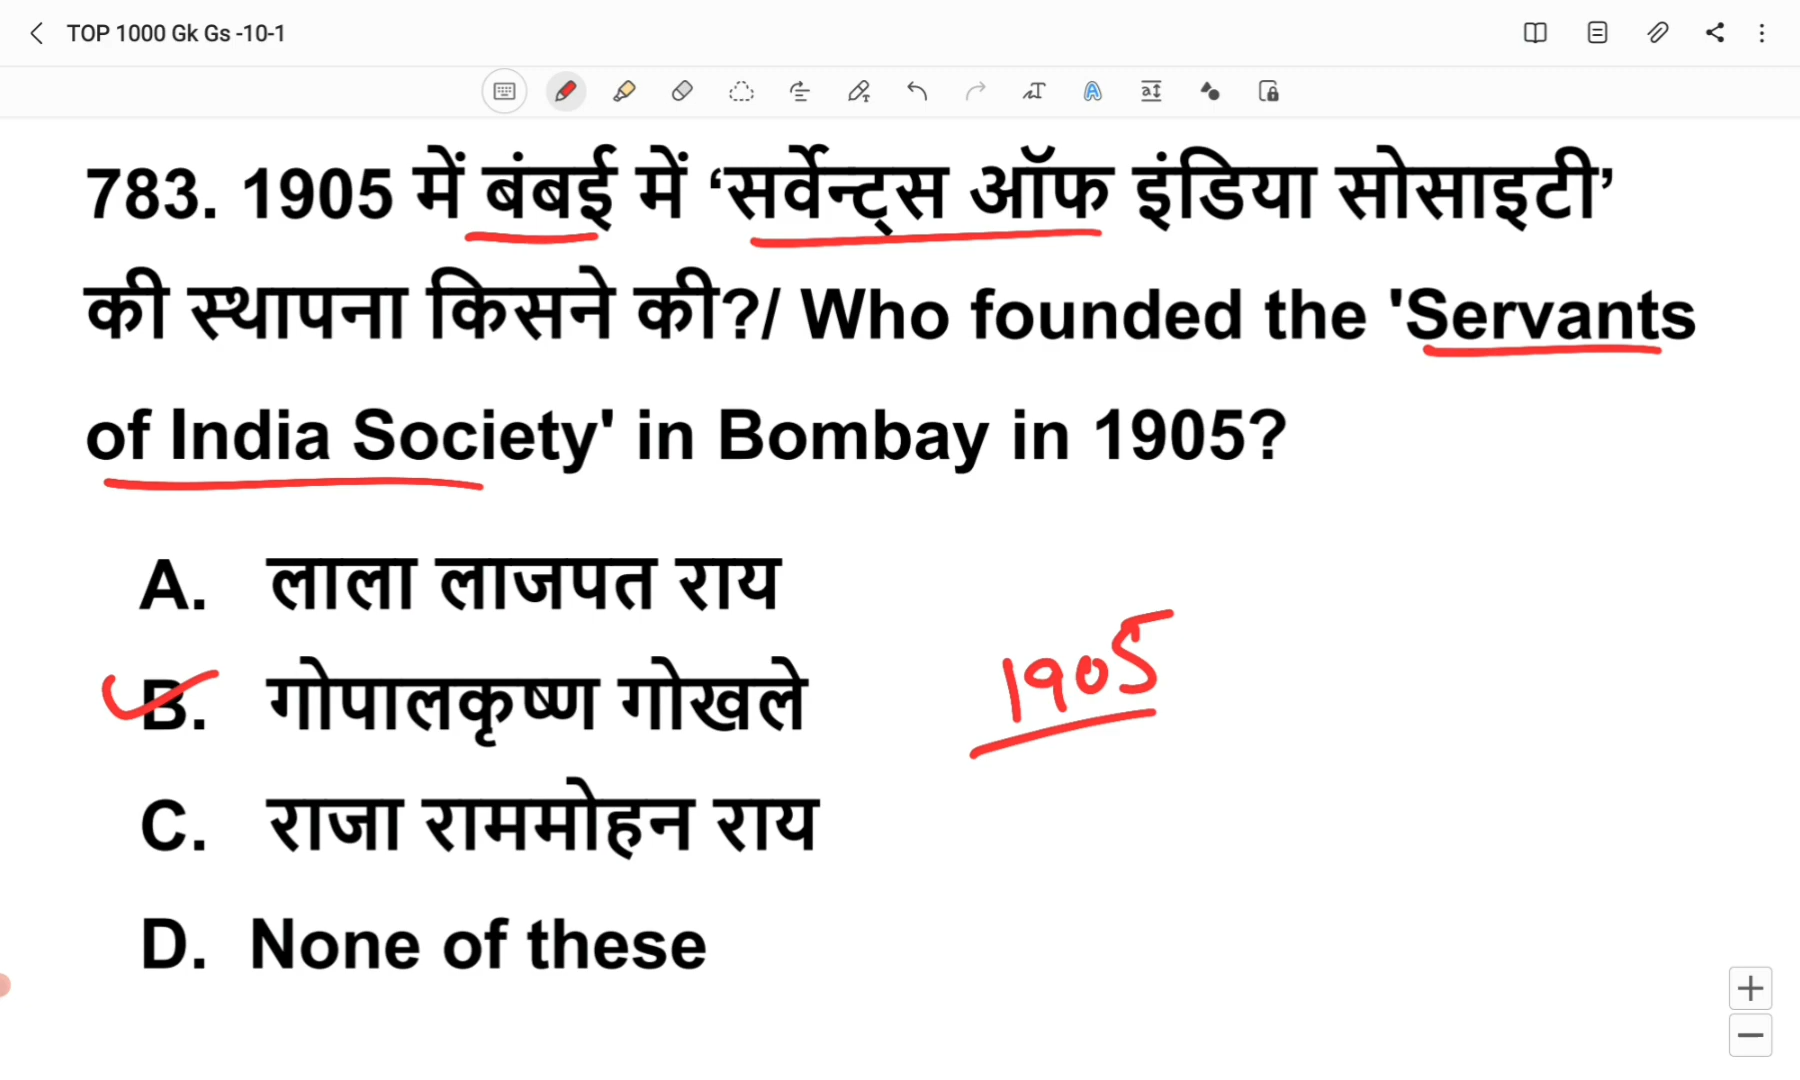 TOP 1000 Gk Gs -10-1
783. 1905 में बंबई में ‘सर्वेन्ट्स ऑफ इंडिया सोसाइटी’
की स्थापना किसने की?/ Who founded the 'Servants
of India Society' in Bombay in 1905?
A. लाला लाजपत राय
B. गोपालकृष्ण गोखले
1905
C. राजा राममोहन राय
D. None of these